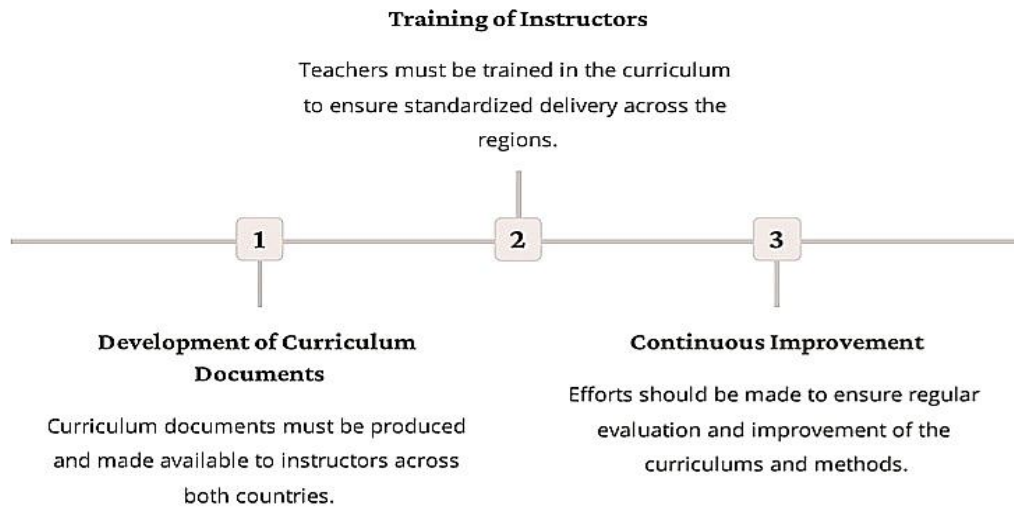 Training of Instructors
Teachers must be trained in the curriculum
to ensure standardized delivery across the
regions.
1
2
3
Development of Curriculum
Documents
Curriculum documents must be produced
and made available to instructors across
both countries.
Continuous Improvement
Efforts should be made to ensure regular
evaluation and improvement of the
curriculums and methods.